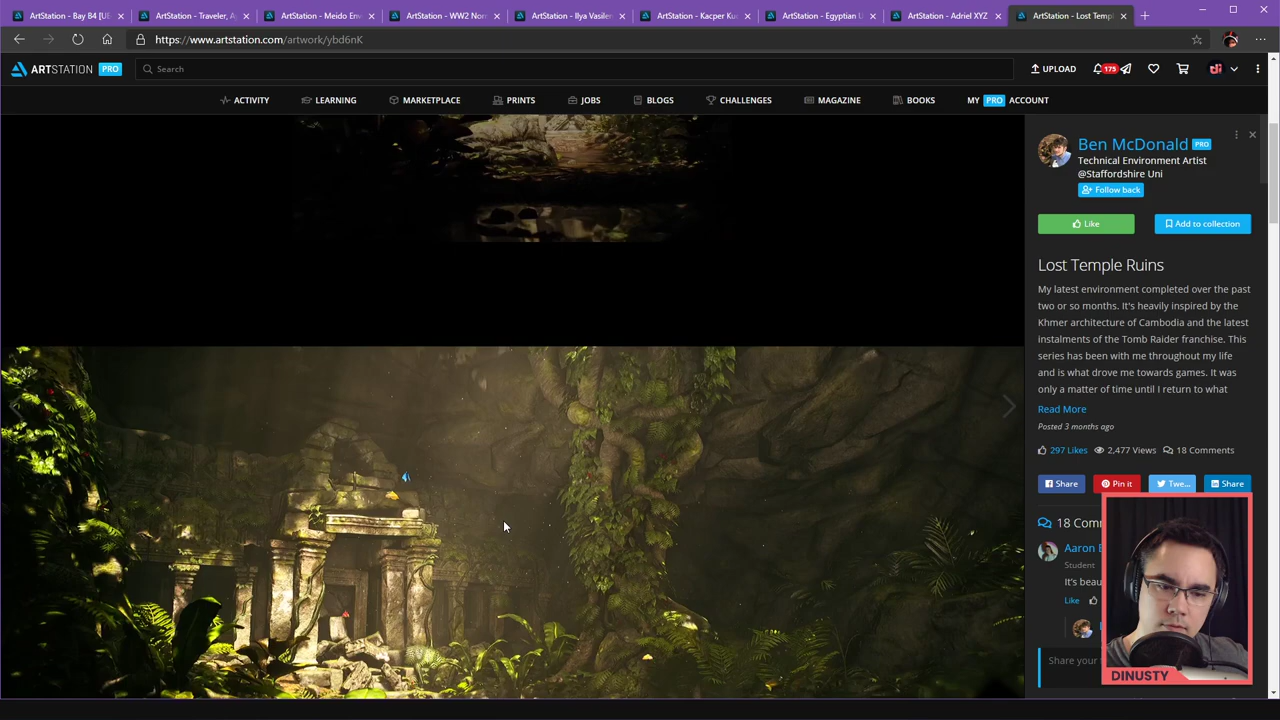 ArtStation - Bay B4 [UE
ArtStation - Traveler, A
ArtStation - Meido Env
ArtStation - WW2 Norr
ArtStation - Ilya Vasilen
ArtStation - Kacper Ku
ArtStation - Egyptian U
ArtStation - Adriel XYZ
ArtStation - Lost Templ
https://www.artstation.com/artwork/ybd6nK
ARTSTATION PRO
Search
UPLOAD
175
ACTIVITY
LEARNING
MARKETPLACE
PRINTS
JOBS
BLOGS
CHALLENGES
MAGAZINE
BOOKS
MY PRO ACCOUNT
Ben McDonald PRO
Technical Environment Artist
@Staffordshire Uni
Follow back
Like
Add to collection
Lost Temple Ruins
My latest environment completed over the past
two or so months. It's heavily inspired by the
Khmer architecture of Cambodia and the latest
instalments of the Tomb Raider franchise. This
series has been with me throughout my life
and is what drove me towards games. It was
only a matter of time until I return to what
Read More
Posted 3 months ago
297 Likes 2,477 Views 18 Comments
Share
Pin it
Twe...
Share
18 Com
Aaron
Student
It's beau
Like
Share your
DINUSTY